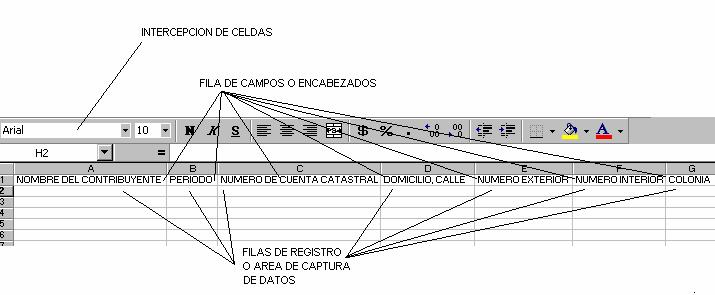 INTERCEPCION DE CELDAS
FILA DE CAMPOS O ENCABEZADOS
Arial 10 N K S $ % .
H2 =
A B C D E F G
1 NOMBRE DEL CONTRIBUYENTE PERIODO NUMERO DE CUENTA CATASTRAL DOMICILIO, CALLE NUMERO EXTERIOR NUMERO INTERIOR COLONIA
2
3
4
5
6
7
FILAS DE REGISTRO
O AREA DE CAPTURA
DE DATOS